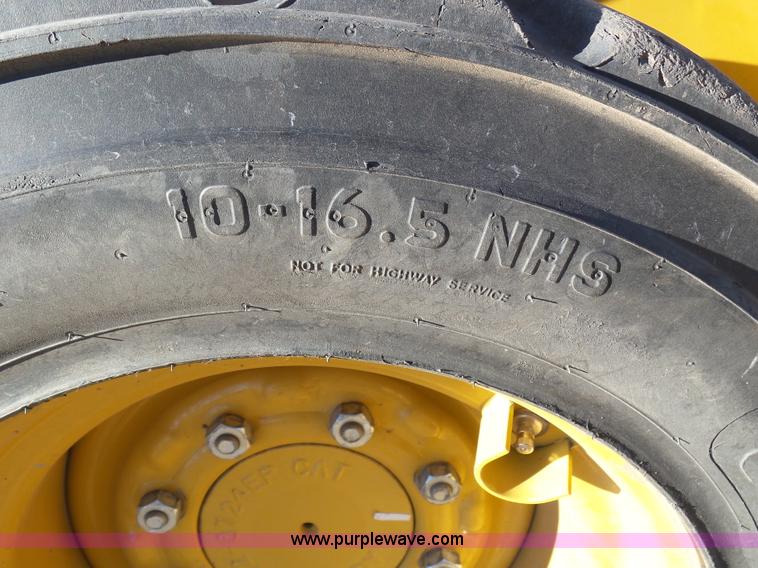 10-16.5 NHS
NOT FOR HIGHWAY SERVICE
CAT
www.purplewave.com